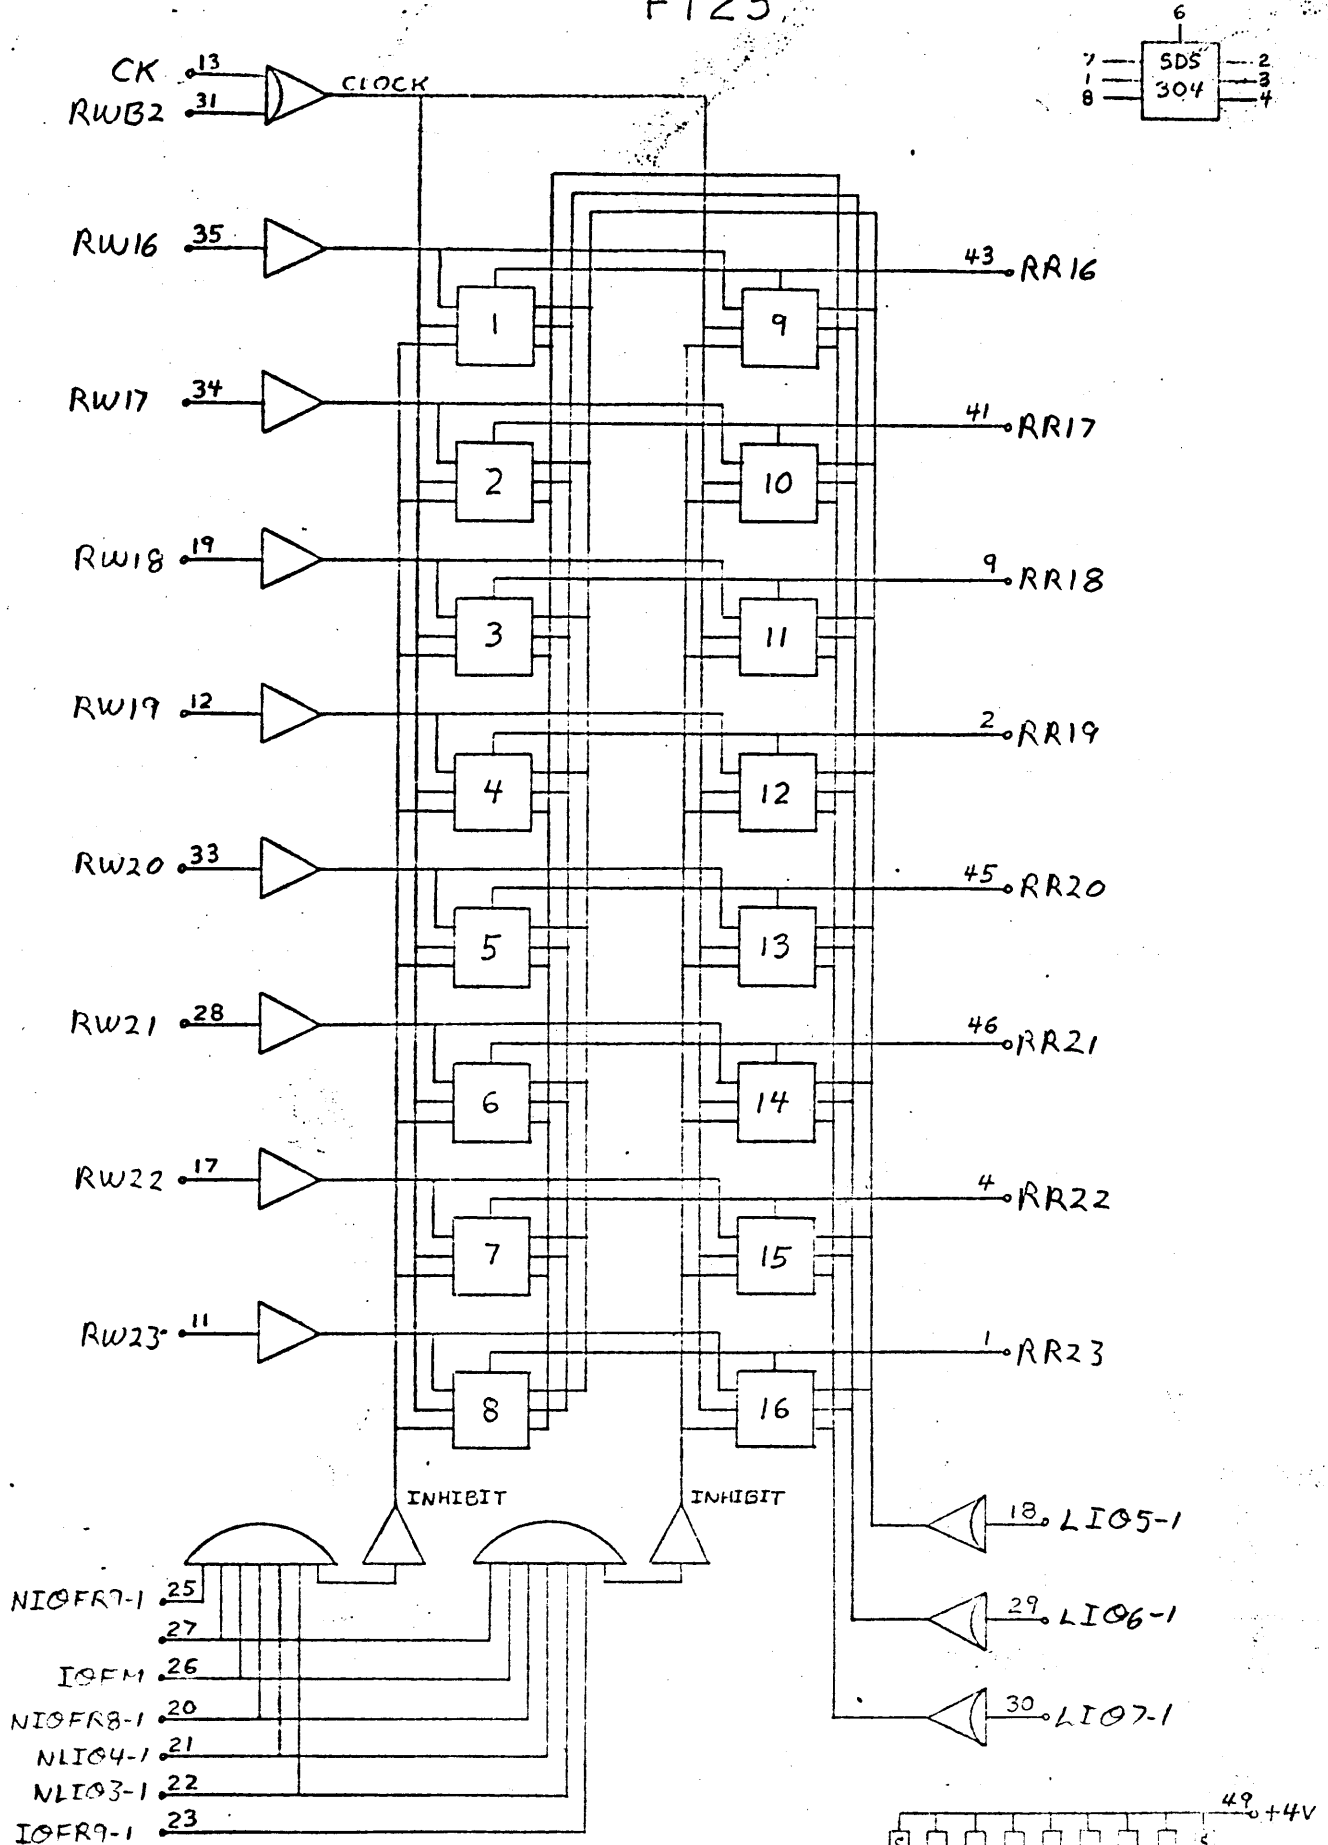 FT25
6
7 SDS 2
1 304 3
8 4
CK 13
CLOCK
RWB2 31
RW16 35
43 RR16
1 9
RW17 34
41 RR17
2 10
RW18 19
9 RR18
3 11
RW19 12
2 RR19
4 12
RW20 33
45 RR20
5 13
RW21 28
46 RR21
6 14
RW22 17
4 RR22
7 15
RW23 11
1 RR23
8 16
INHIBIT INHIBIT
18 LIO5-1
NIOFR7-1 25
29 LIO6-1
27
IOFM 26
NIOFR8-1 20
30 LIO7-1
NLIO4-1 21
NLIO3-1 22
49 +4V
IOFR9-1 23